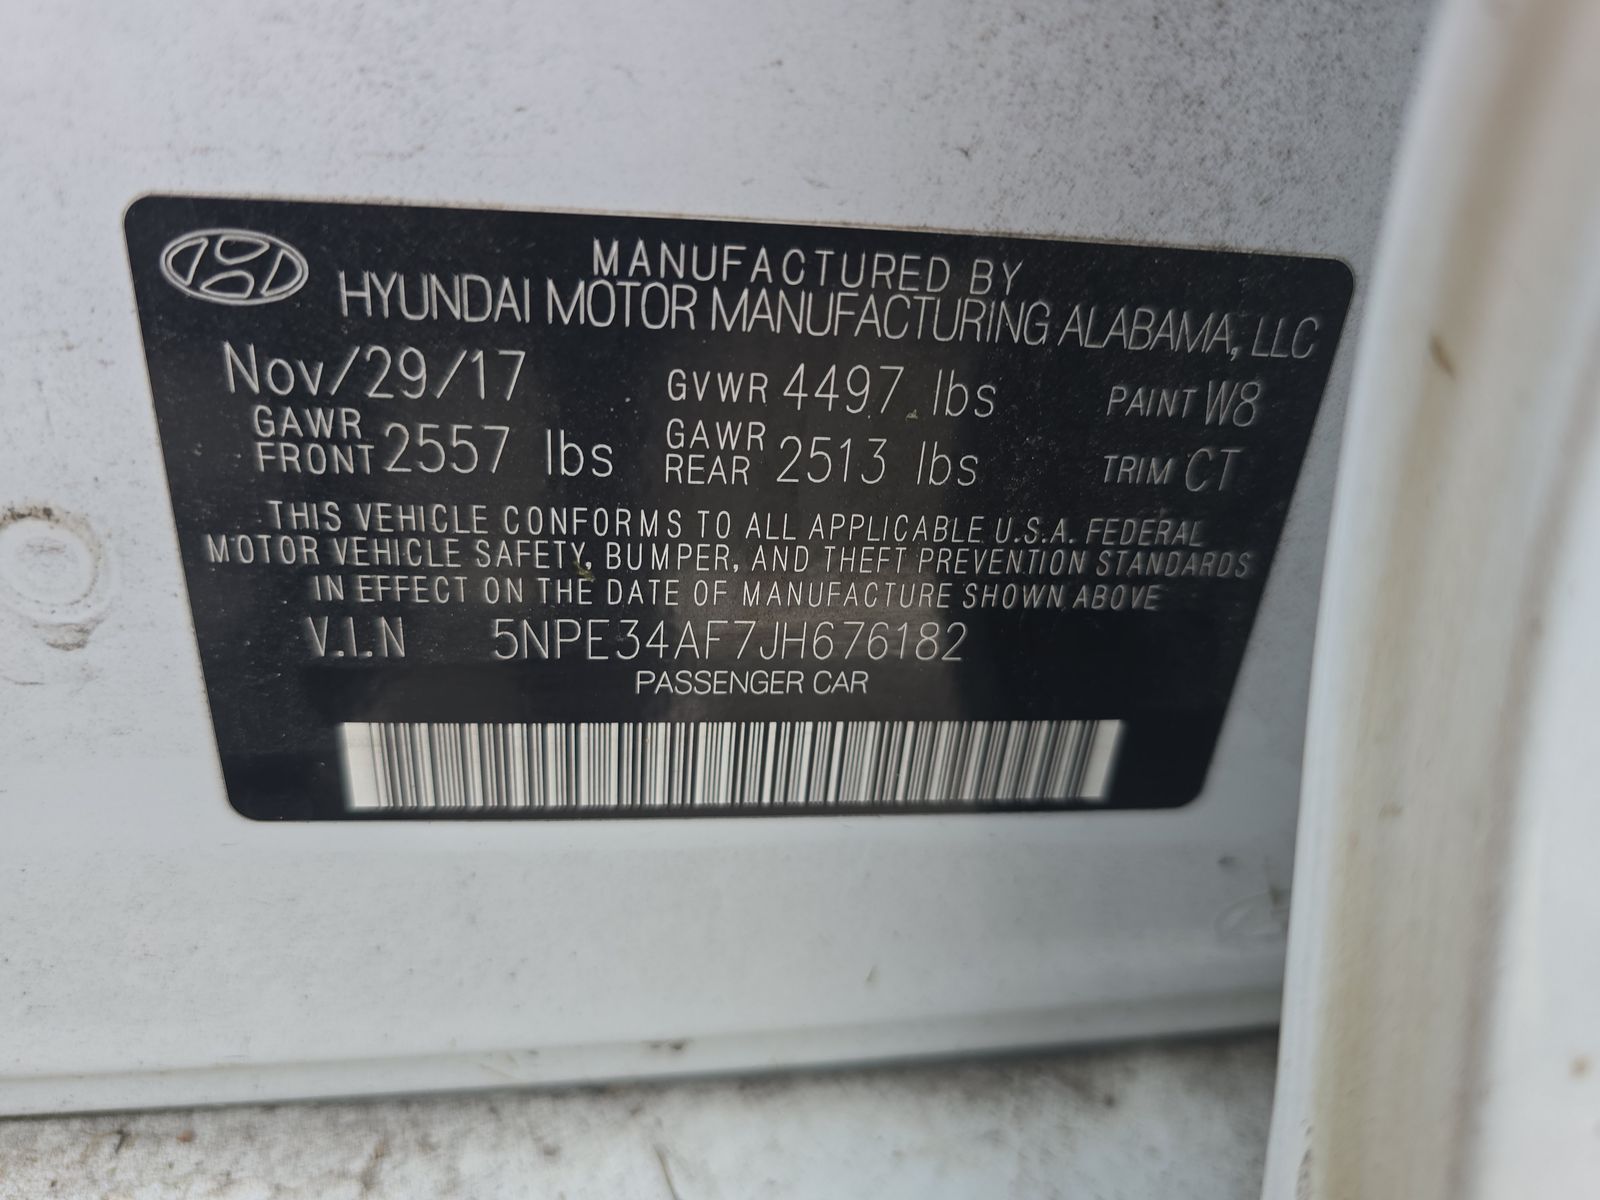 MANUFACTURED BY
HYUNDAI MOTOR MANUFACTURING ALABAMA, LLC
Nov/29/17 GVWR 4497 lbs PAINT W8
GAWR FRONT 2557 lbs GAWR REAR 2513 lbs TRIM CT
THIS VEHICLE CONFORMS TO ALL APPLICABLE U.S.A. FEDERAL
MOTOR VEHICLE SAFETY, BUMPER, AND THEFT PREVENTION STANDARDS
IN EFFECT ON THE DATE OF MANUFACTURE SHOWN ABOVE
V.I.N 5NPE34AF7JH676182
PASSENGER CAR